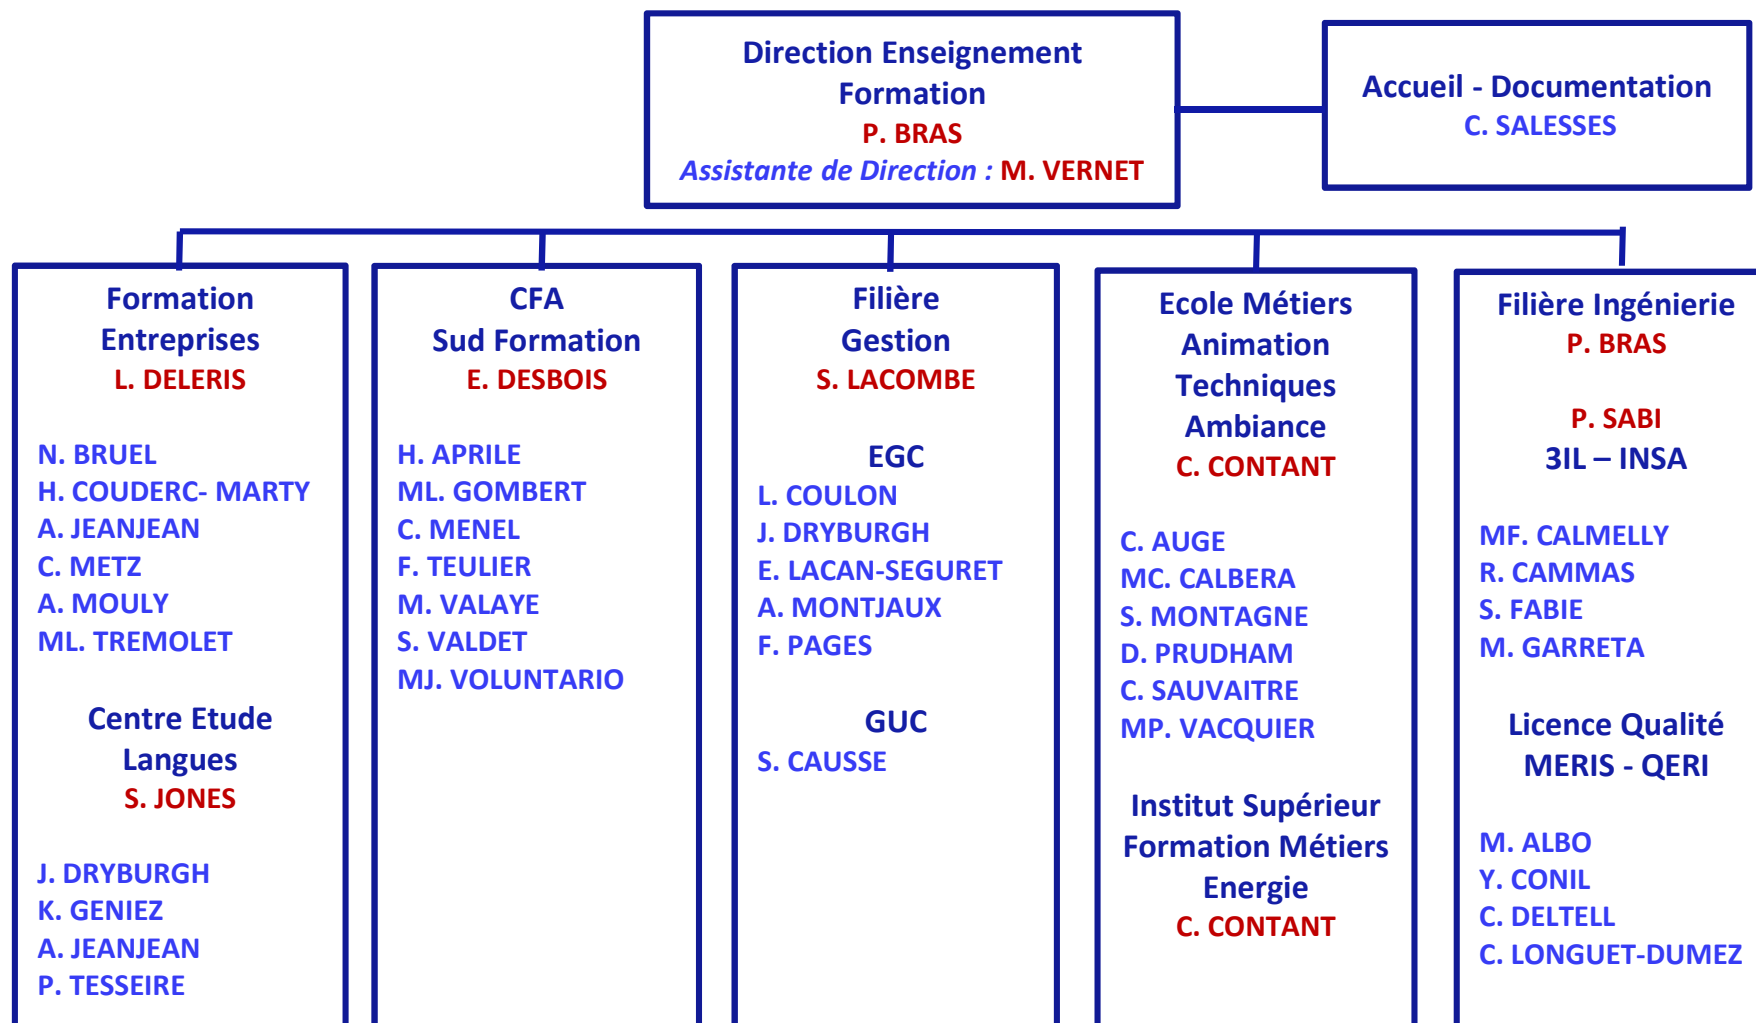 Direction Enseignement
Formation
P. BRAS
Assistante de Direction : M. VERNET
Accueil - Documentation
C. SALESSES
Formation
Entreprises
L. DELERIS
N. BRUEL
H. COUDERC- MARTY
A. JEANJEAN
C. METZ
A. MOULY
ML. TREMOLET
Centre Etude
Langues
S. JONES
J. DRYBURGH
K. GENIEZ
A. JEANJEAN
P. TESSEIRE
CFA
Sud Formation
E. DESBOIS
H. APRILE
ML. GOMBERT
C. MENEL
F. TEULIER
M. VALAYE
S. VALDET
MJ. VOLUNTARIO
Filière
Gestion
S. LACOMBE
EGC
L. COULON
J. DRYBURGH
E. LACAN-SEGURET
A. MONTJAUX
F. PAGES
GUC
S. CAUSSE
Ecole Métiers
Animation
Techniques
Ambiance
C. CONTANT
C. AUGE
MC. CALBERA
S. MONTAGNE
D. PRUDHAM
C. SAUVAITRE
MP. VACQUIER
Institut Supérieur
Formation Métiers
Energie
C. CONTANT
Filière Ingénierie
P. BRAS
P. SABI
3IL – INSA
MF. CALMELLY
R. CAMMAS
S. FABIE
M. GARRETA
Licence Qualité
MERIS - QERI
M. ALBO
Y. CONIL
C. DELTELL
C. LONGUET-DUMEZ